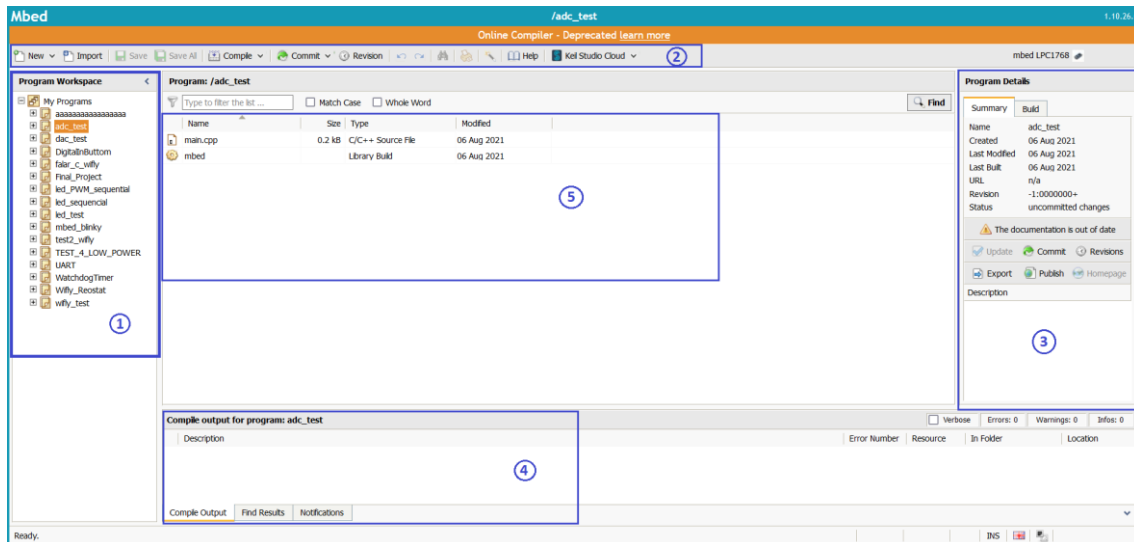 Mbed /adc_test 1.10.26.
Online Compiler - Deprecated learn more
New Import Save Save All Compile Commit Revision Help Kel Studio Cloud 2 mbed LPC1768
Program Workspace <
My Programs
aaaaaaaaaaaaaaaaa
adc_test
dac_test
DigitalInButtom
falar_c_wifly
Final_Project
led_PWM_sequential
led_sequencial
led_test
mbed_blinky
test2_wifly
TEST_4_LOW_POWER
UART
WatchdogTimer
Wifly_Reostat
wifly_test
1
Program: /adc_test
Type to filter the list ... Match Case Whole Word Find
Name Size Type Modified
main.cpp 0.2 kB C/C++ Source File 06 Aug 2021
mbed Library Build 06 Aug 2021
5
Program Details
Summary Build
Name adc_test
Created 06 Aug 2021
Last Modified 06 Aug 2021
Last Built 06 Aug 2021
URL n/a
Revision -1:0000000+
Status uncommitted changes
The documentation is out of date
Update Commit Revisions
Export Publish Homepage
Description
3
Compile output for program: adc_test Verbose Errors: 0 Warnings: 0 Infos: 0
Description Error Number Resource In Folder Location
4
Compile Output Find Results Notifications
Ready. INS